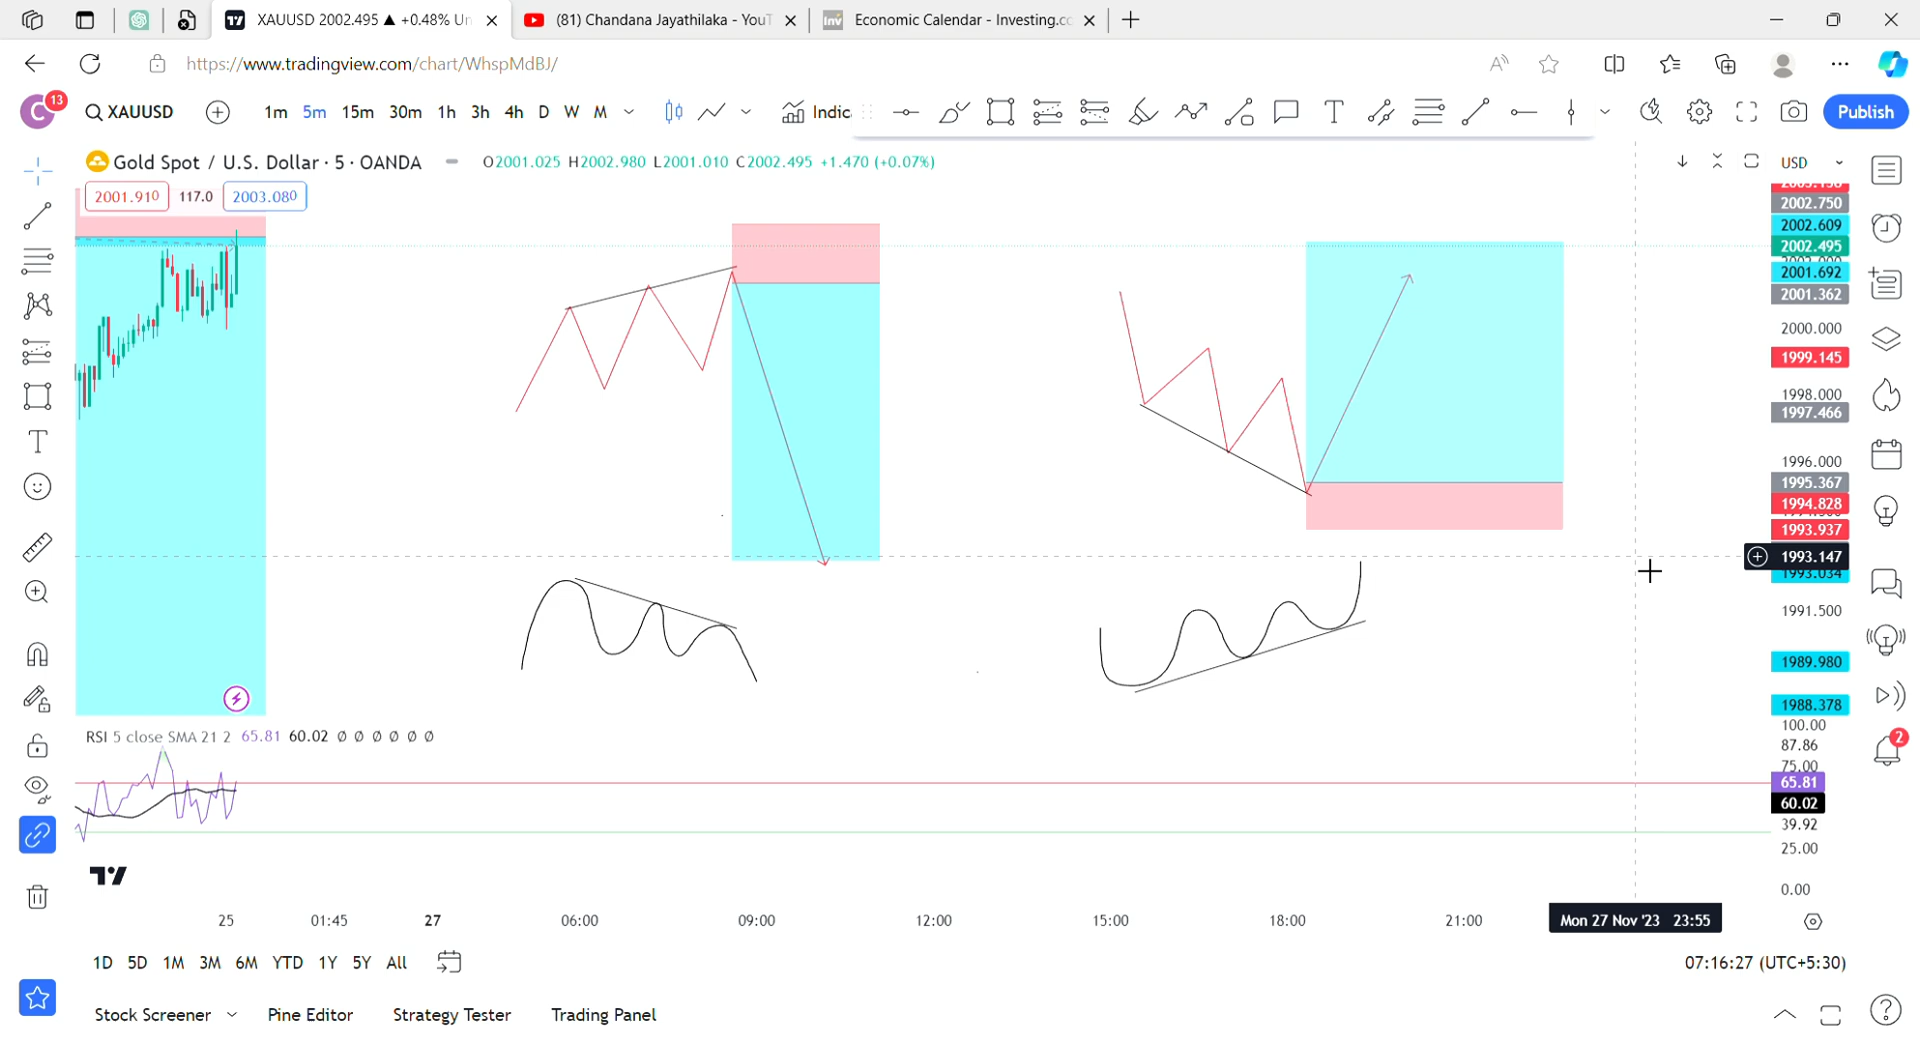 XAUUSD 2002.495 ▲ +0.48% Un
(81) Chandana Jayathilaka - YouT
Economic Calendar - Investing.co
https://www.tradingview.com/chart/WhspMdBJ/
C 13
XAUUSD
1m 5m 15m 30m 1h 3h 4h D W M
Indic
Publish
Gold Spot / U.S. Dollar · 5 · OANDA
O2001.025 H2002.980 L2001.010 C2002.495 +1.470 (+0.07%)
USD
2001.910 117.0 2003.080
2002.750
2002.609
2002.495
2001.692
2001.362
2000.000
1999.145
1998.000
1997.466
1996.000
1995.367
1994.828
1993.937
1993.147
1993.034
1991.500
1989.980
1988.378
RSI 5 close SMA 21 2 65.81 60.02 Ø Ø Ø Ø Ø Ø
100.00
87.86
75.00
65.81
60.02
39.92
25.00
0.00
2
25 01:45 27 06:00 09:00 12:00 15:00 18:00 21:00 Mon 27 Nov '23 23:55
1D 5D 1M 3M 6M YTD 1Y 5Y All
07:16:27 (UTC+5:30)
Stock Screener Pine Editor Strategy Tester Trading Panel